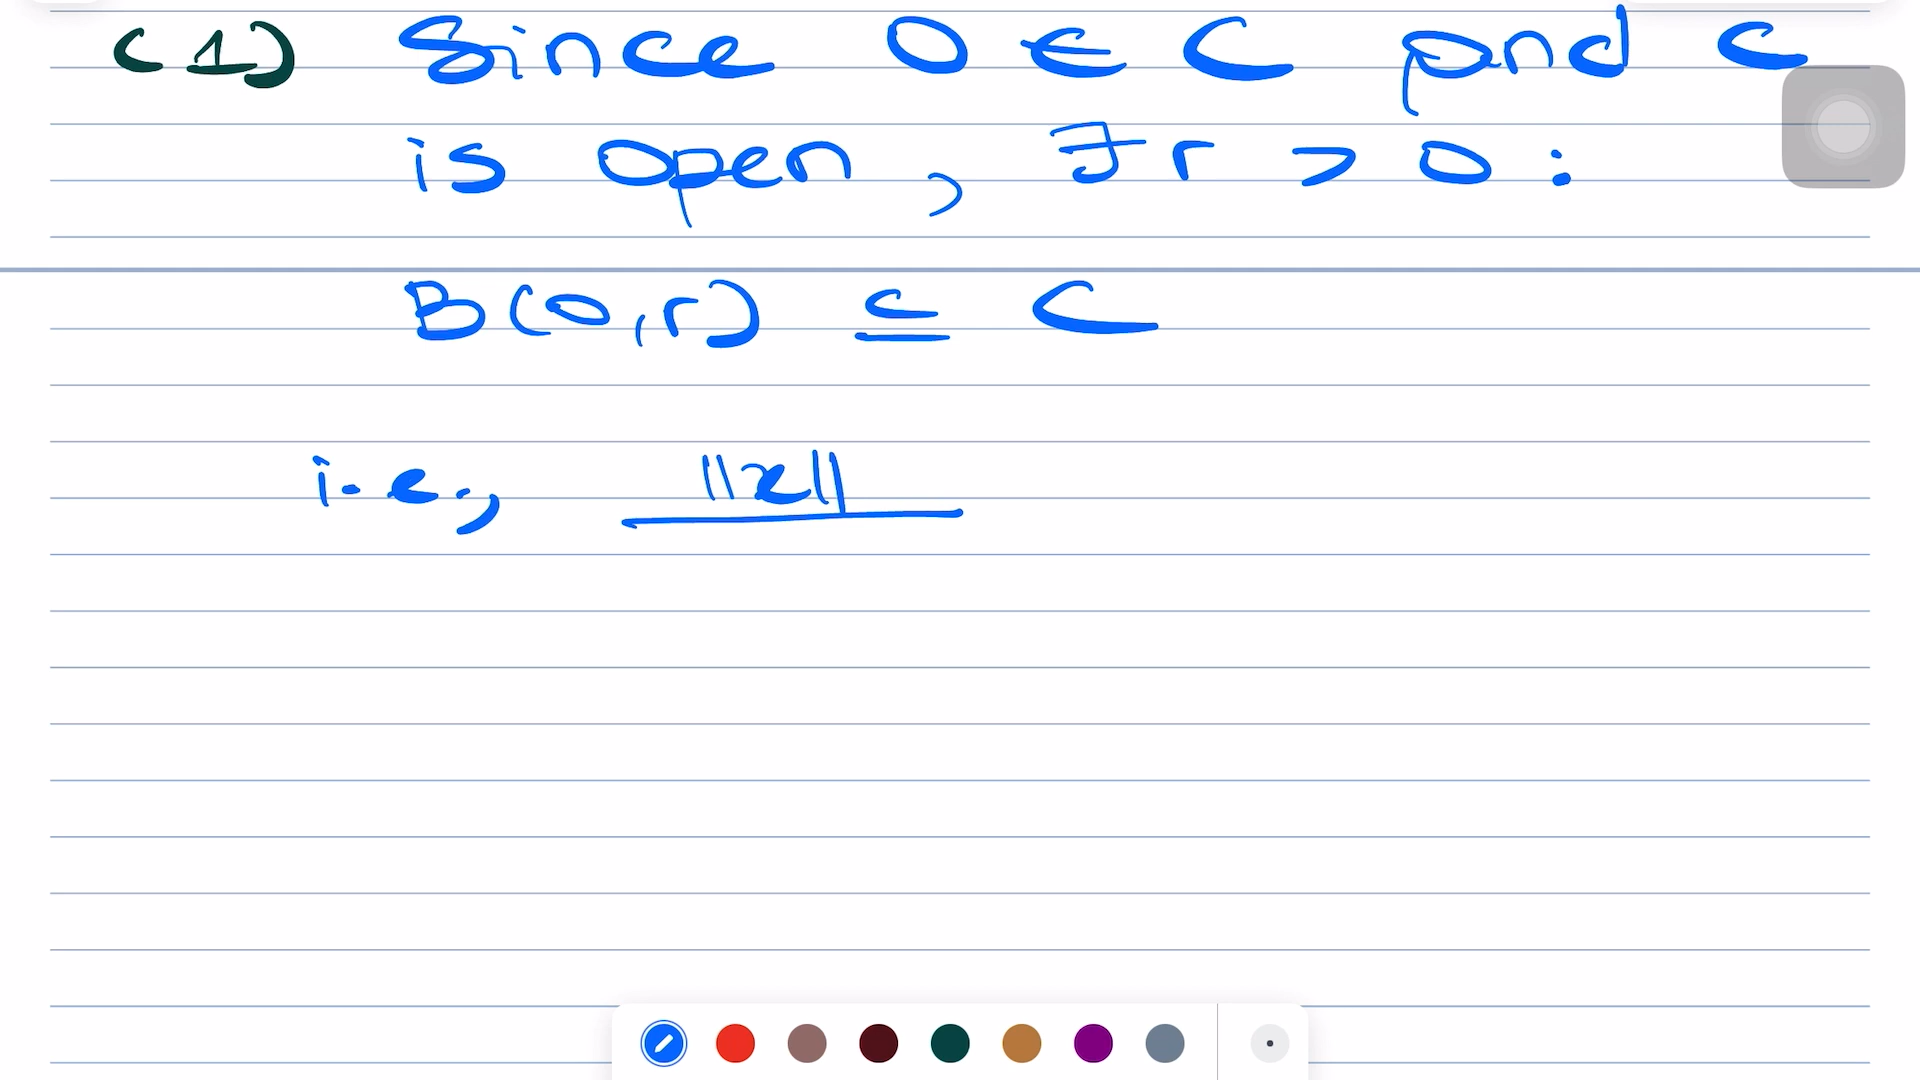 (1) Since 0 ∈ C and C
is open, ∃ r > 0 :
B(0,r) ⊆ C
i.e., ||x||